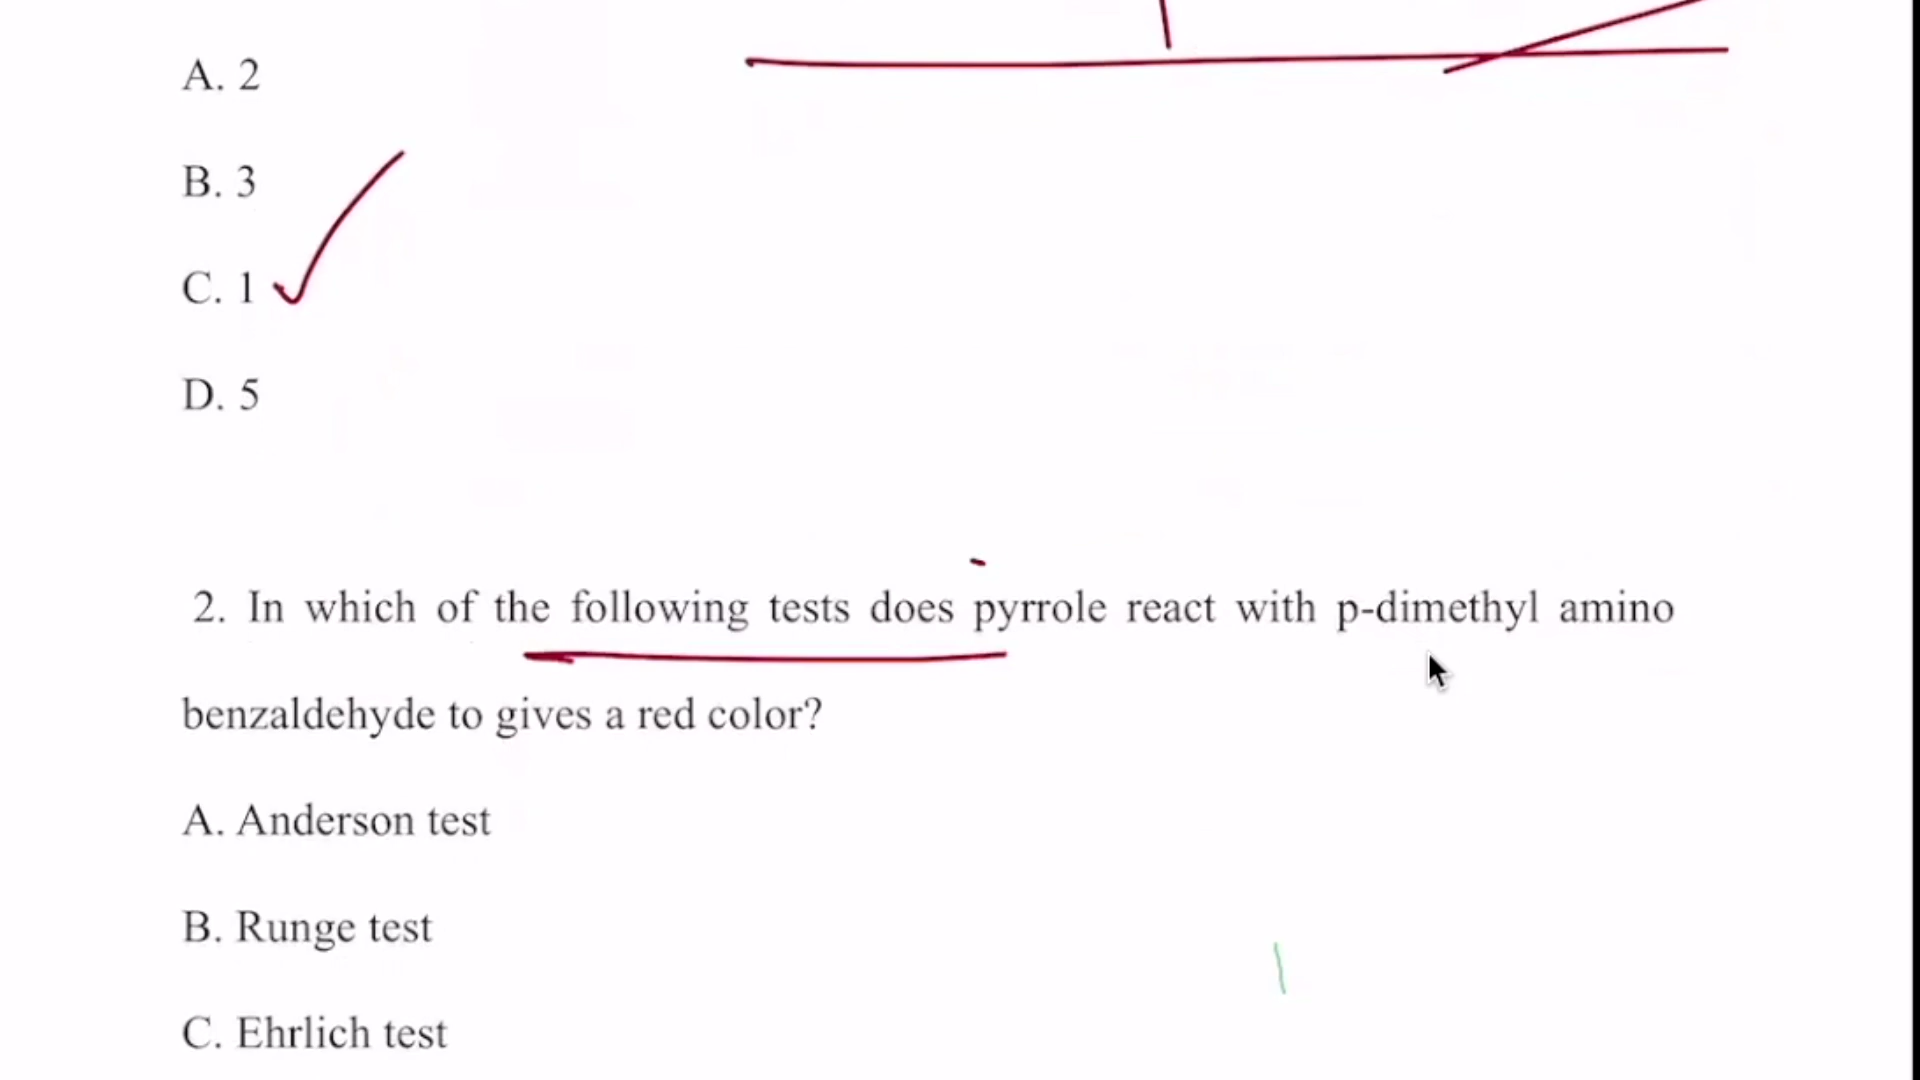 A. 2
B. 3
C. 1
D. 5
2. In which of the following tests does pyrrole react with p-dimethyl amino
benzaldehyde to gives a red color?
A. Anderson test
B. Runge test
C. Ehrlich test